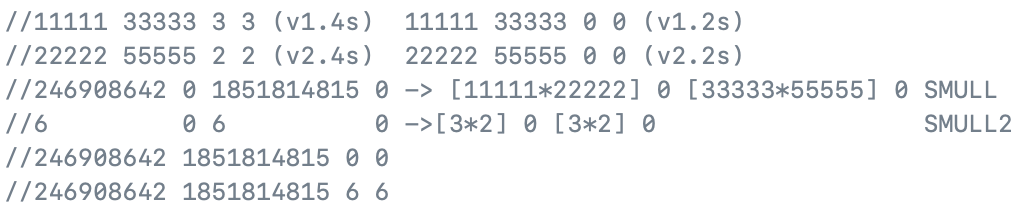 //11111 33333 3 3 (v1.4s)  11111 33333 0 0 (v1.2s)
//22222 55555 2 2 (v2.4s)  22222 55555 0 0 (v2.2s)
//246908642 0 1851814815 0 -> [11111*22222] 0 [33333*55555] 0 SMULL
//6         0 6          0 ->[3*2] 0 [3*2] 0                  SMULL2
//246908642 1851814815 0 0
//246908642 1851814815 6 6